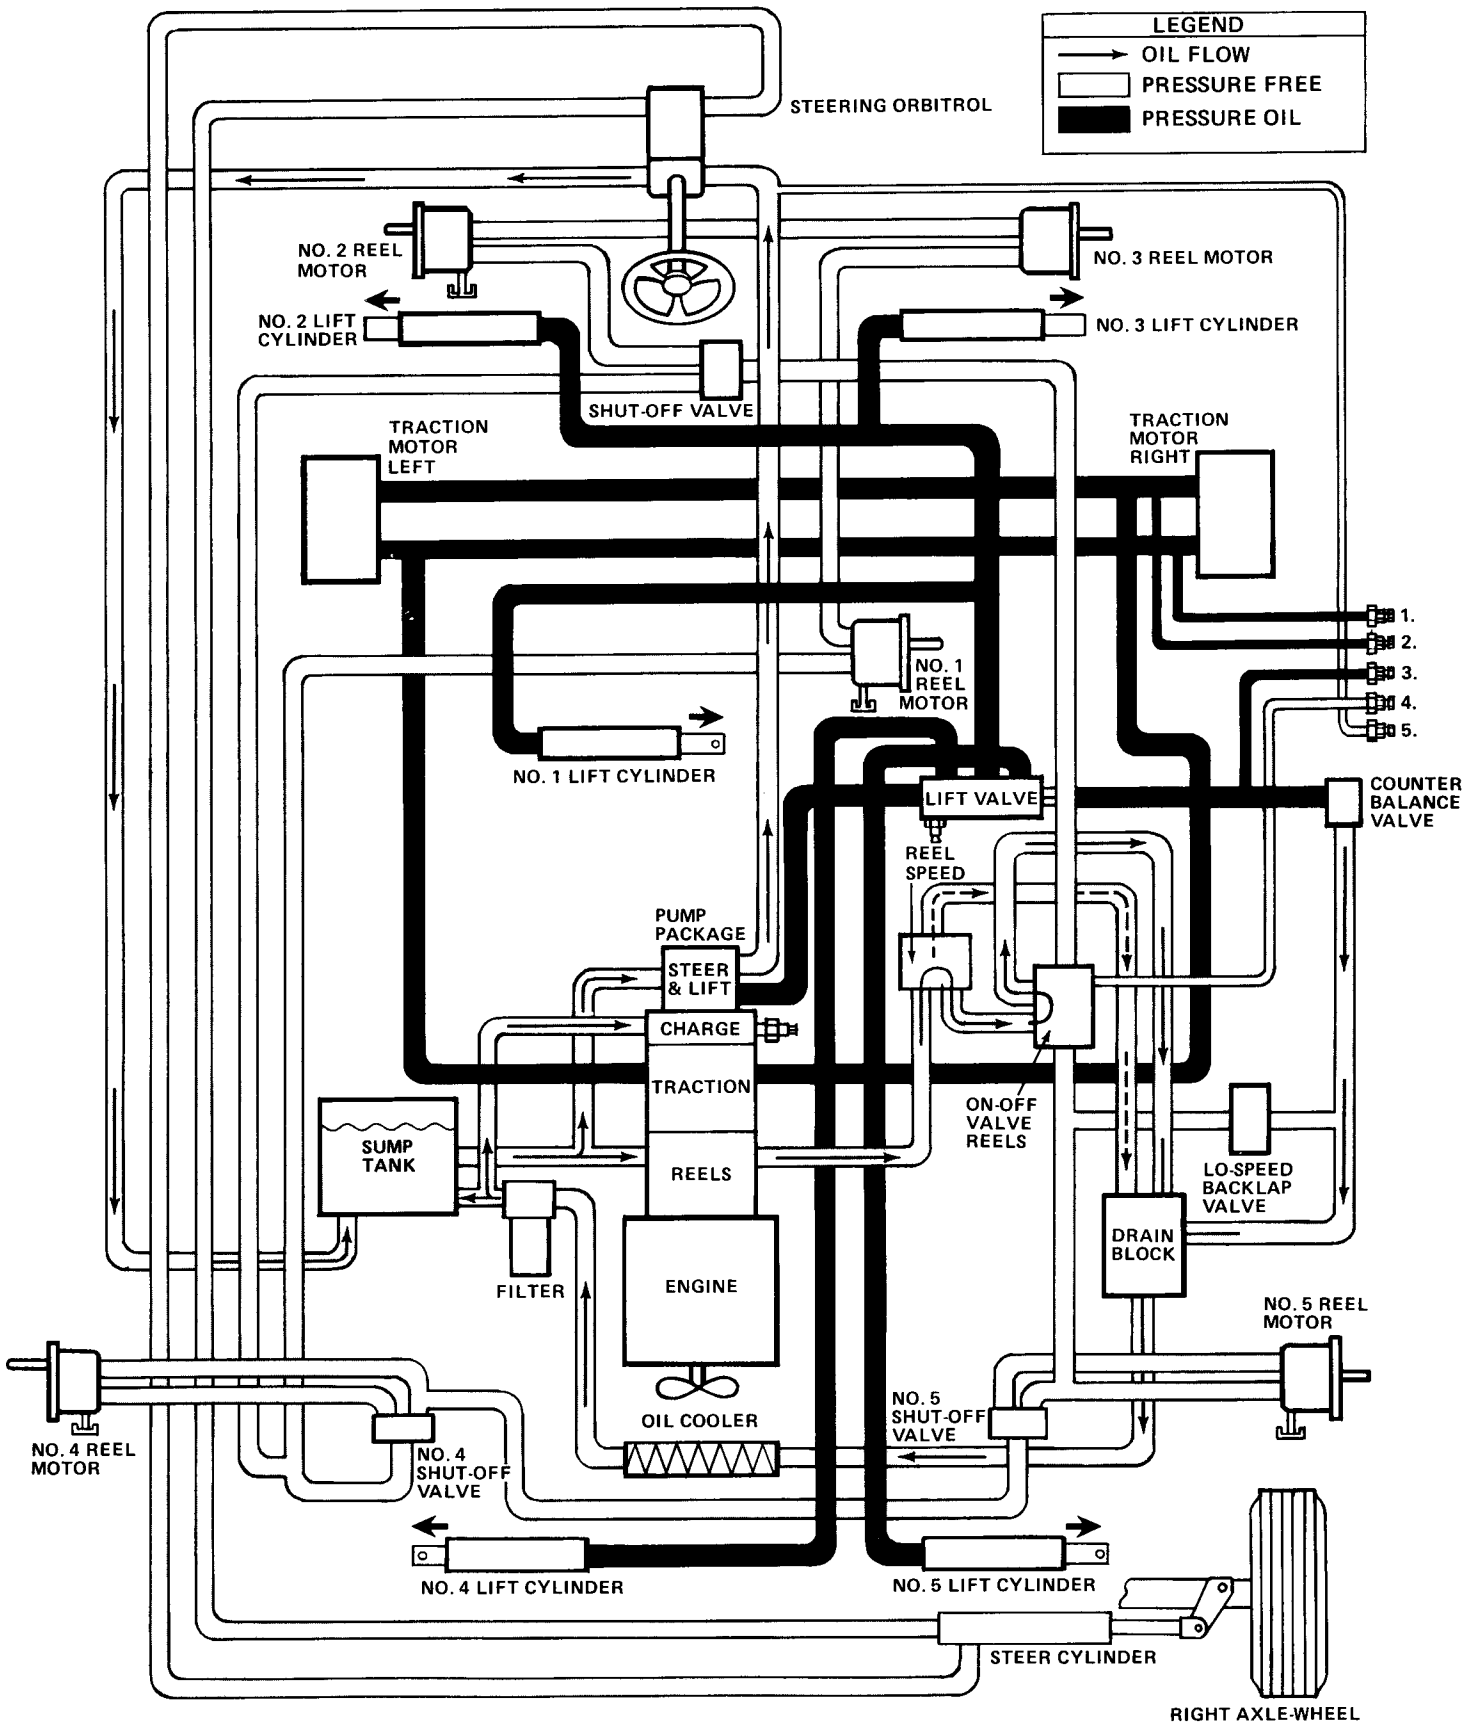 LEGEND
OIL FLOW
PRESSURE FREE
PRESSURE OIL
STEERING ORBITROL
NO. 2 REEL
MOTOR
NO. 3 REEL MOTOR
NO. 2 LIFT
CYLINDER
NO. 3 LIFT CYLINDER
SHUT-OFF VALVE
TRACTION
MOTOR
LEFT
TRACTION
MOTOR
RIGHT
1.
2.
3.
4.
5.
NO. 1
REEL
MOTOR
NO. 1 LIFT CYLINDER
LIFT VALVE
COUNTER
BALANCE
VALVE
REEL
SPEED
PUMP
PACKAGE
STEER
& LIFT
CHARGE
TRACTION
REELS
ENGINE
ON-OFF
VALVE
REELS
SUMP
TANK
LO-SPEED
BACKLAP
VALVE
DRAIN
BLOCK
FILTER
NO. 5 REEL
MOTOR
OIL COOLER
NO. 5
SHUT-OFF
VALVE
NO. 4 REEL
MOTOR
NO. 4
SHUT-OFF
VALVE
NO. 4 LIFT CYLINDER
NO. 5 LIFT CYLINDER
STEER CYLINDER
RIGHT AXLE-WHEEL